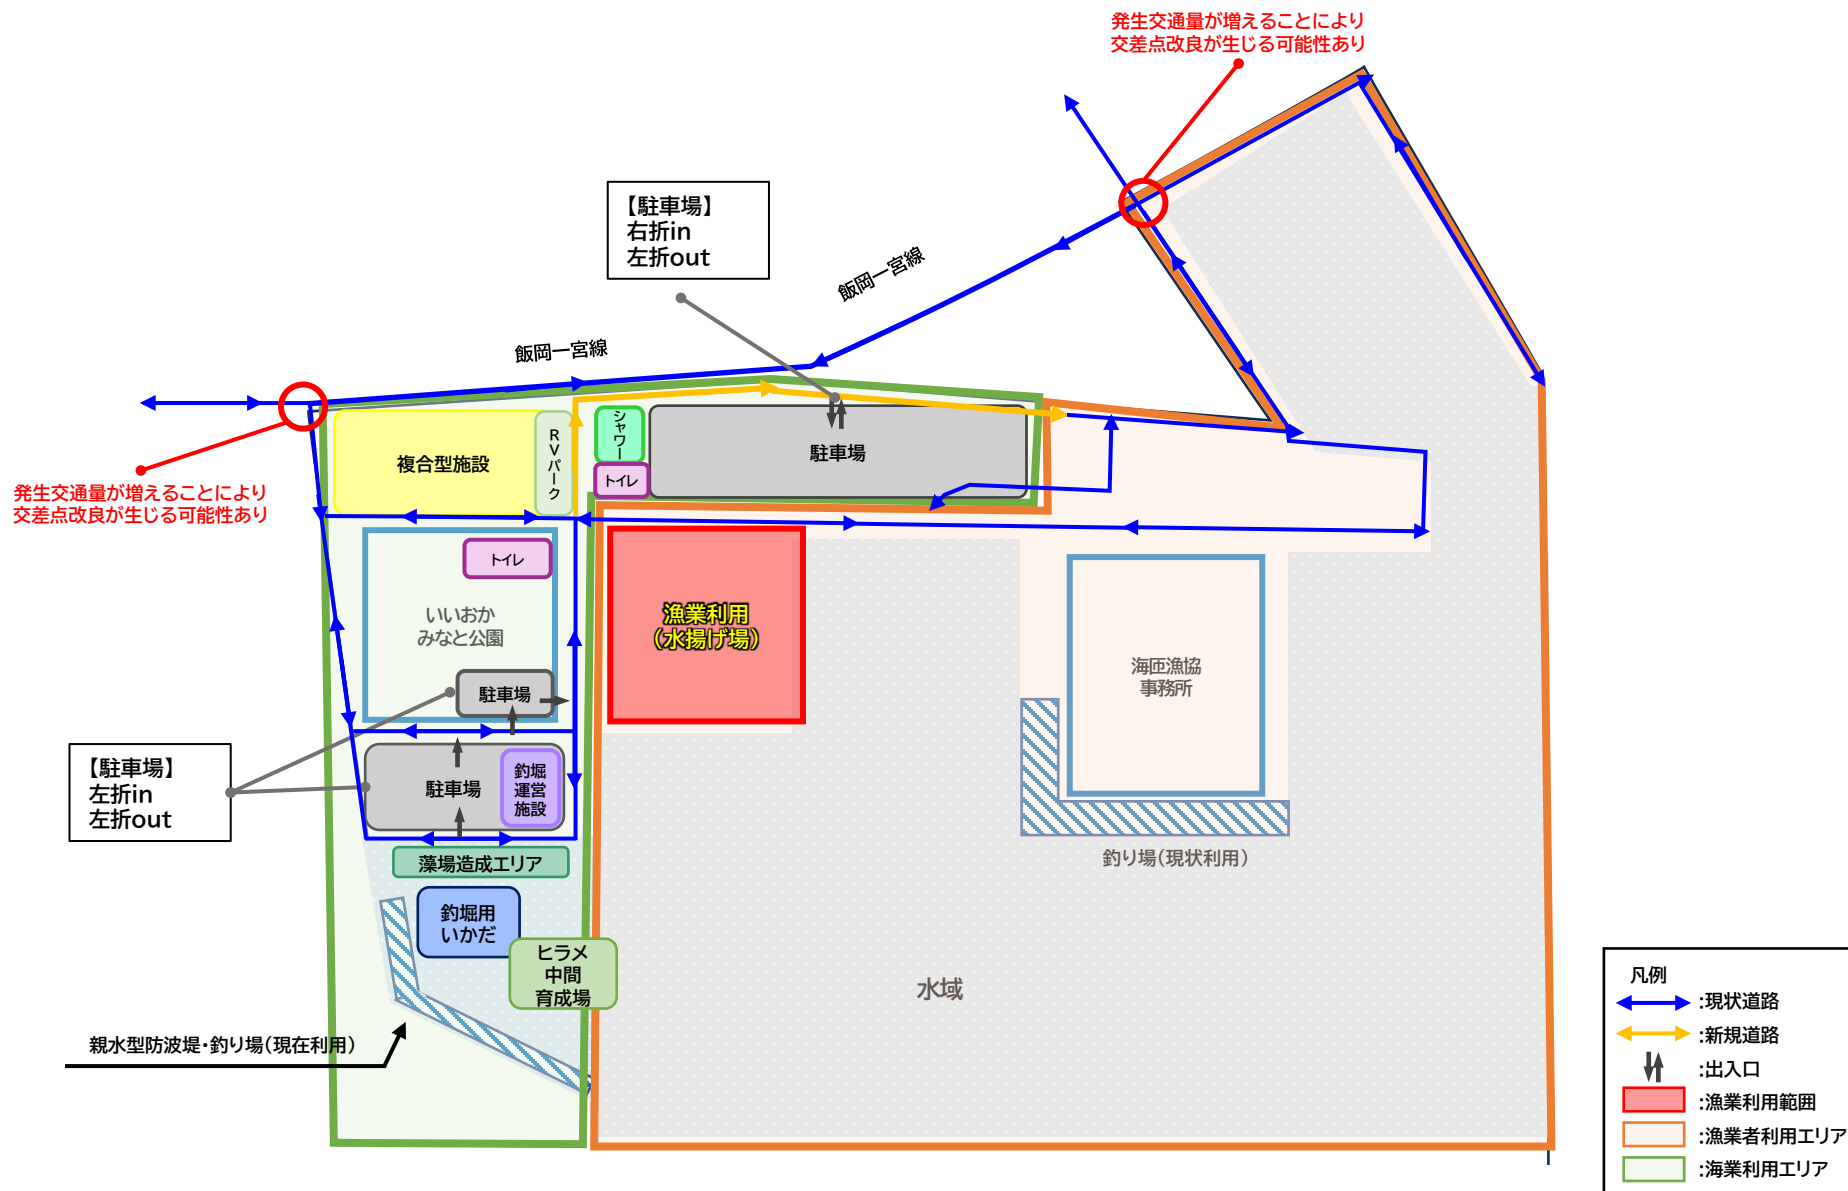 発生交通量が増えることにより
交差点改良が生じる可能性あり
【駐車場】
右折in
左折out
飯岡一宮線
飯岡一宮線
発生交通量が増えることにより
交差点改良が生じる可能性あり
複合型施設
RVパーク
シャワー
トイレ
駐車場
トイレ
いいおか
みなと公園
漁業利用
(水揚げ場)
海匝漁協
事務所
駐車場
【駐車場】
左折in
左折out
駐車場
釣堀
運営
施設
釣り場(現状利用)
藻場造成エリア
釣堀用
いかだ
ヒラメ
中間
育成場
水域
親水型防波堤・釣り場(現在利用)
凡例
:現状道路
:新規道路
:出入口
:漁業利用範囲
:漁業者利用エリア
:海業利用エリア